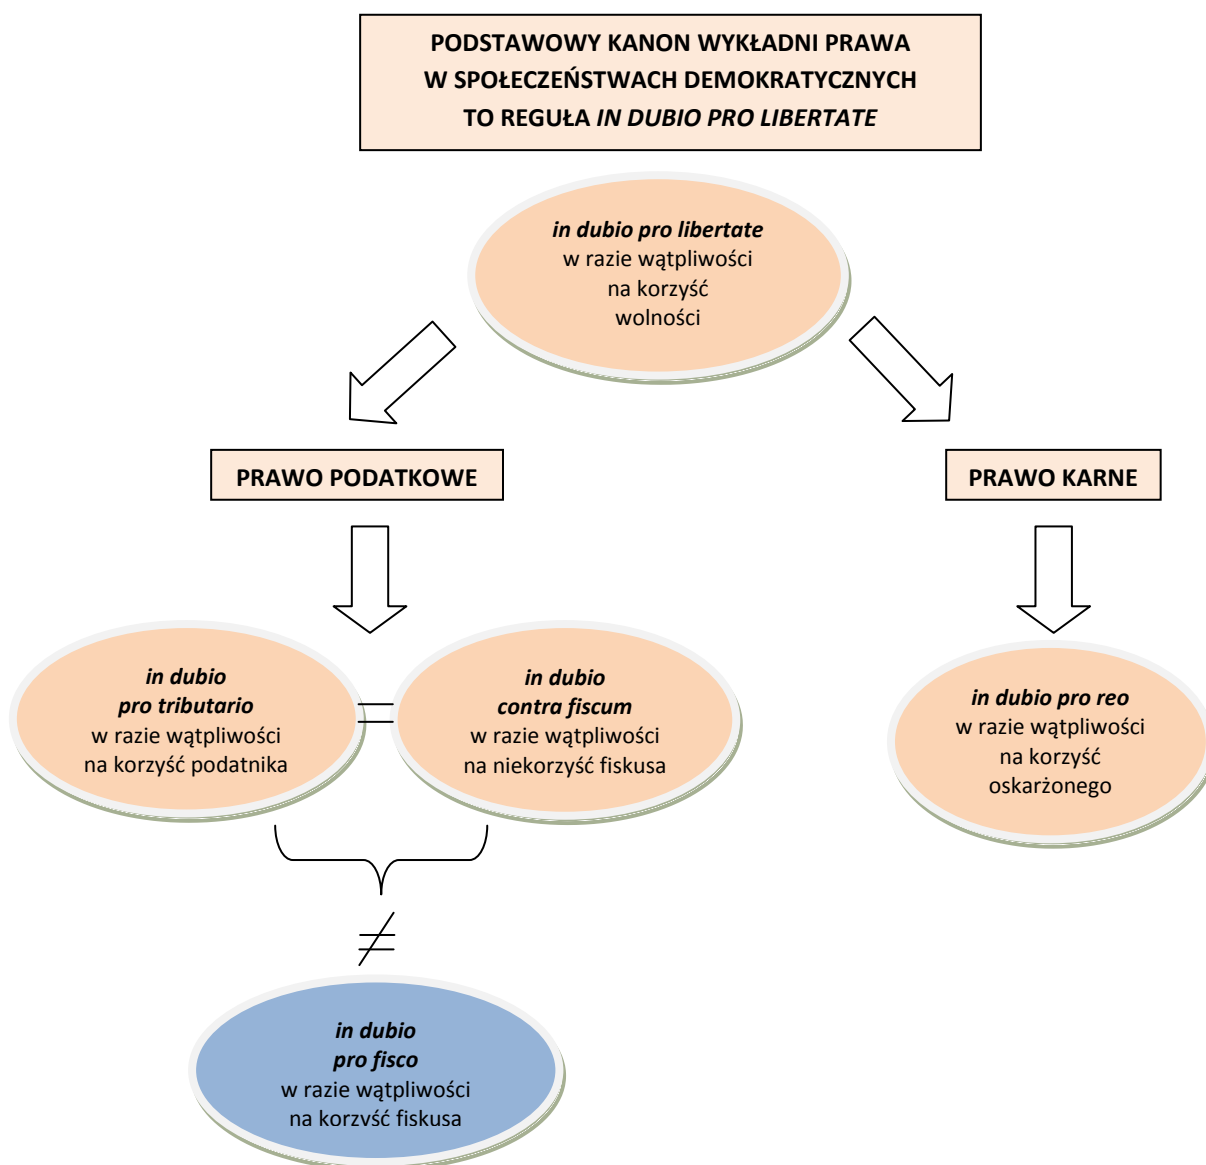 PODSTAWOWY KANON WYKŁADNI PRAWA
W SPOŁECZEŃSTWACH DEMOKRATYCZNYCH
TO REGUŁA IN DUBIO PRO LIBERTATE
in dubio pro libertate
w razie wątpliwości
na korzyść
wolności
PRAWO PODATKOWE
PRAWO KARNE
in dubio
pro tributario
w razie wątpliwości
na korzyść podatnika
=
in dubio
contra fiscum
w razie wątpliwości
na niekorzyść fiskusa
in dubio pro reo
w razie wątpliwości
na korzyść
oskarżonego
≠
in dubio
pro fisco
w razie wątpliwości
na korzyść fiskusa